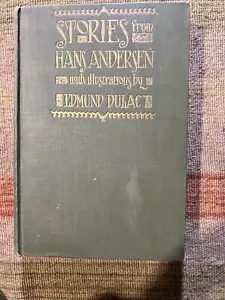 STORIES from
HANS ANDERSEN
with illustrations by
EDMUND DULAC